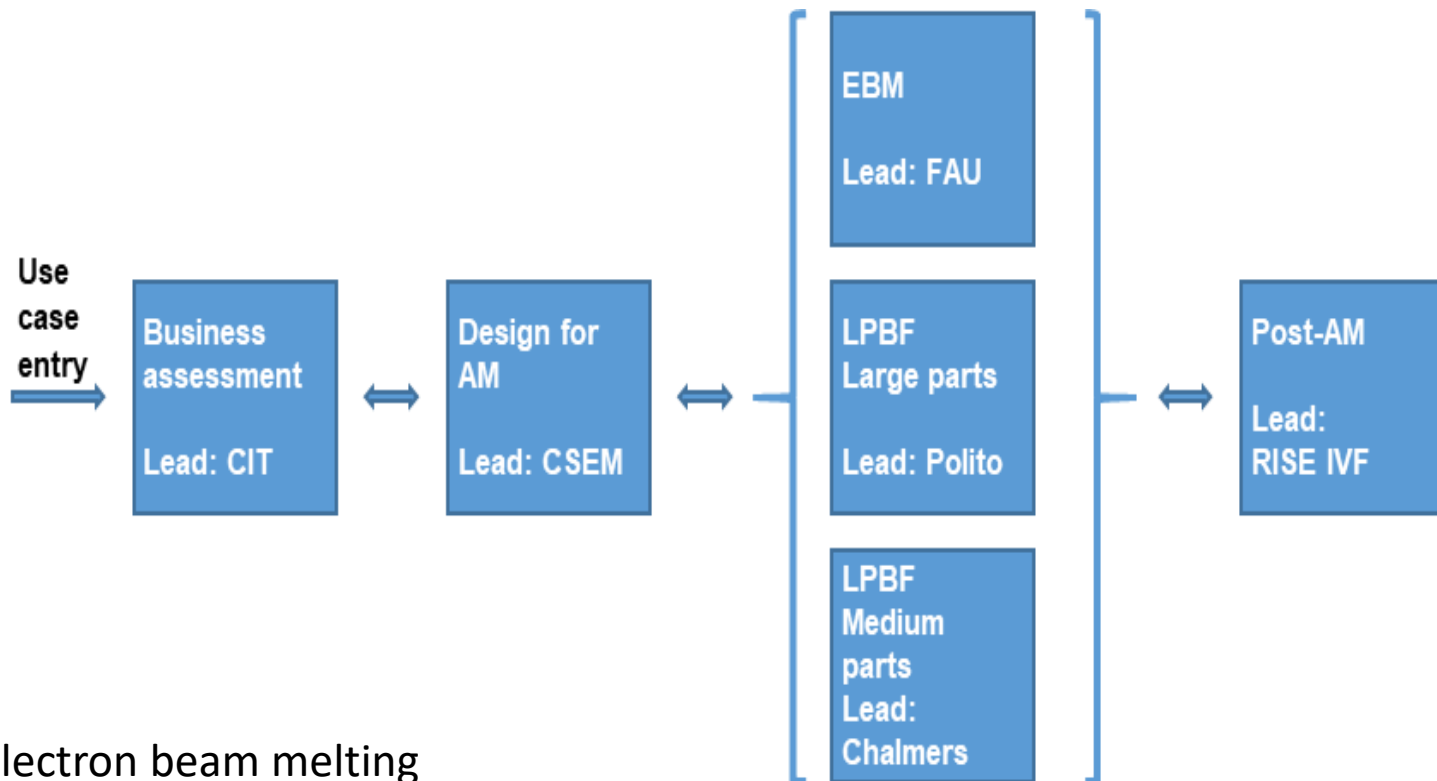 Use
case
entry
Business
assessment
Lead: CIT
Design for
AM
Lead: CSEM
EBM
Lead: FAU
LPBF
Large parts
Lead: Polito
LPBF
Medium
parts
Lead:
Chalmers
Post-AM
Lead:
RISE IVF
lectron beam melting